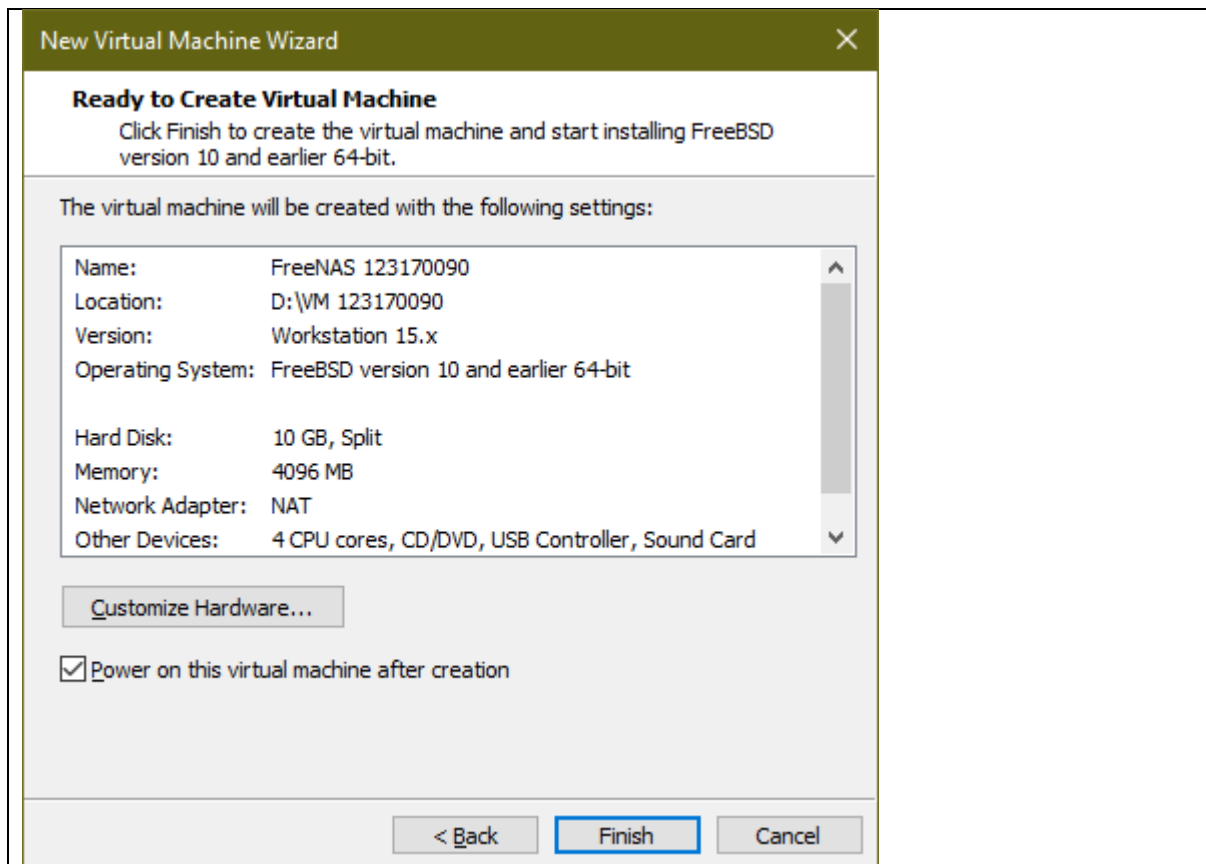 New Virtual Machine Wizard
Ready to Create Virtual Machine
Click Finish to create the virtual machine and start installing FreeBSD
version 10 and earlier 64-bit.
The virtual machine will be created with the following settings:
Name: FreeNAS 123170090
Location: D:\VM 123170090
Version: Workstation 15.x
Operating System: FreeBSD version 10 and earlier 64-bit
Hard Disk: 10 GB, Split
Memory: 4096 MB
Network Adapter: NAT
Other Devices: 4 CPU cores, CD/DVD, USB Controller, Sound Card
Customize Hardware...
Power on this virtual machine after creation
< Back Finish Cancel